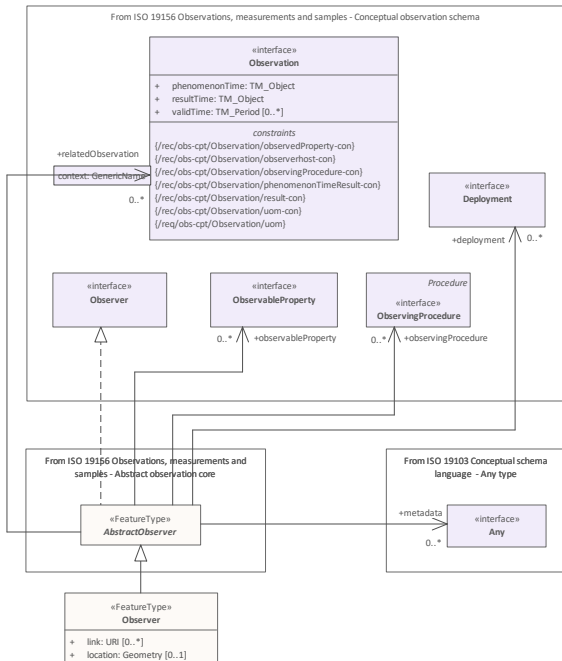 From ISO 19156 Observations, measurements and samples - Conceptual observation schema
«interface»
Observation
+ phenomenonTime: TM_Object
+ resultTime: TM_Object
+ validTime: TM_Period [0..*]
constraints
{/rec/obs-cpt/Observation/observedProperty-con}
{/rec/obs-cpt/Observation/observerhost-con}
{/rec/obs-cpt/Observation/observingProcedure-con}
{/rec/obs-cpt/Observation/phenomenonTimeResult-con}
{/rec/obs-cpt/Observation/result-con}
{/rec/obs-cpt/Observation/uom-con}
{/req/obs-cpt/Observation/uom}
+relatedObservation
context: GenericName
0..*
«interface»
Deployment
+deployment 0..*
«interface»
Observer
«interface»
ObservableProperty
Procedure
«interface»
ObservingProcedure
0..* +observableProperty
0..* +observingProcedure
From ISO 19156 Observations, measurements and
samples - Abstract observation core
From ISO 19103 Conceptual schema
language - Any type
«FeatureType»
AbstractObserver
+metadata
0..*
«interface»
Any
«FeatureType»
Observer
+ link: URI [0..*]
+ location: Geometry [0..1]